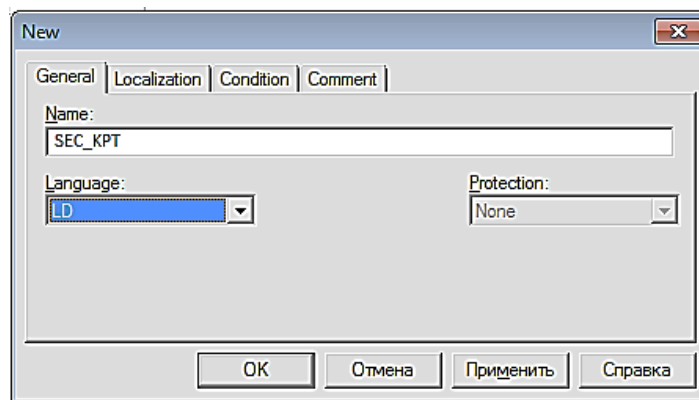 New
General Localization Condition Comment
Name:
SEC_KPT
Language: Protection:
LD None
OK Отмена Применить Справка